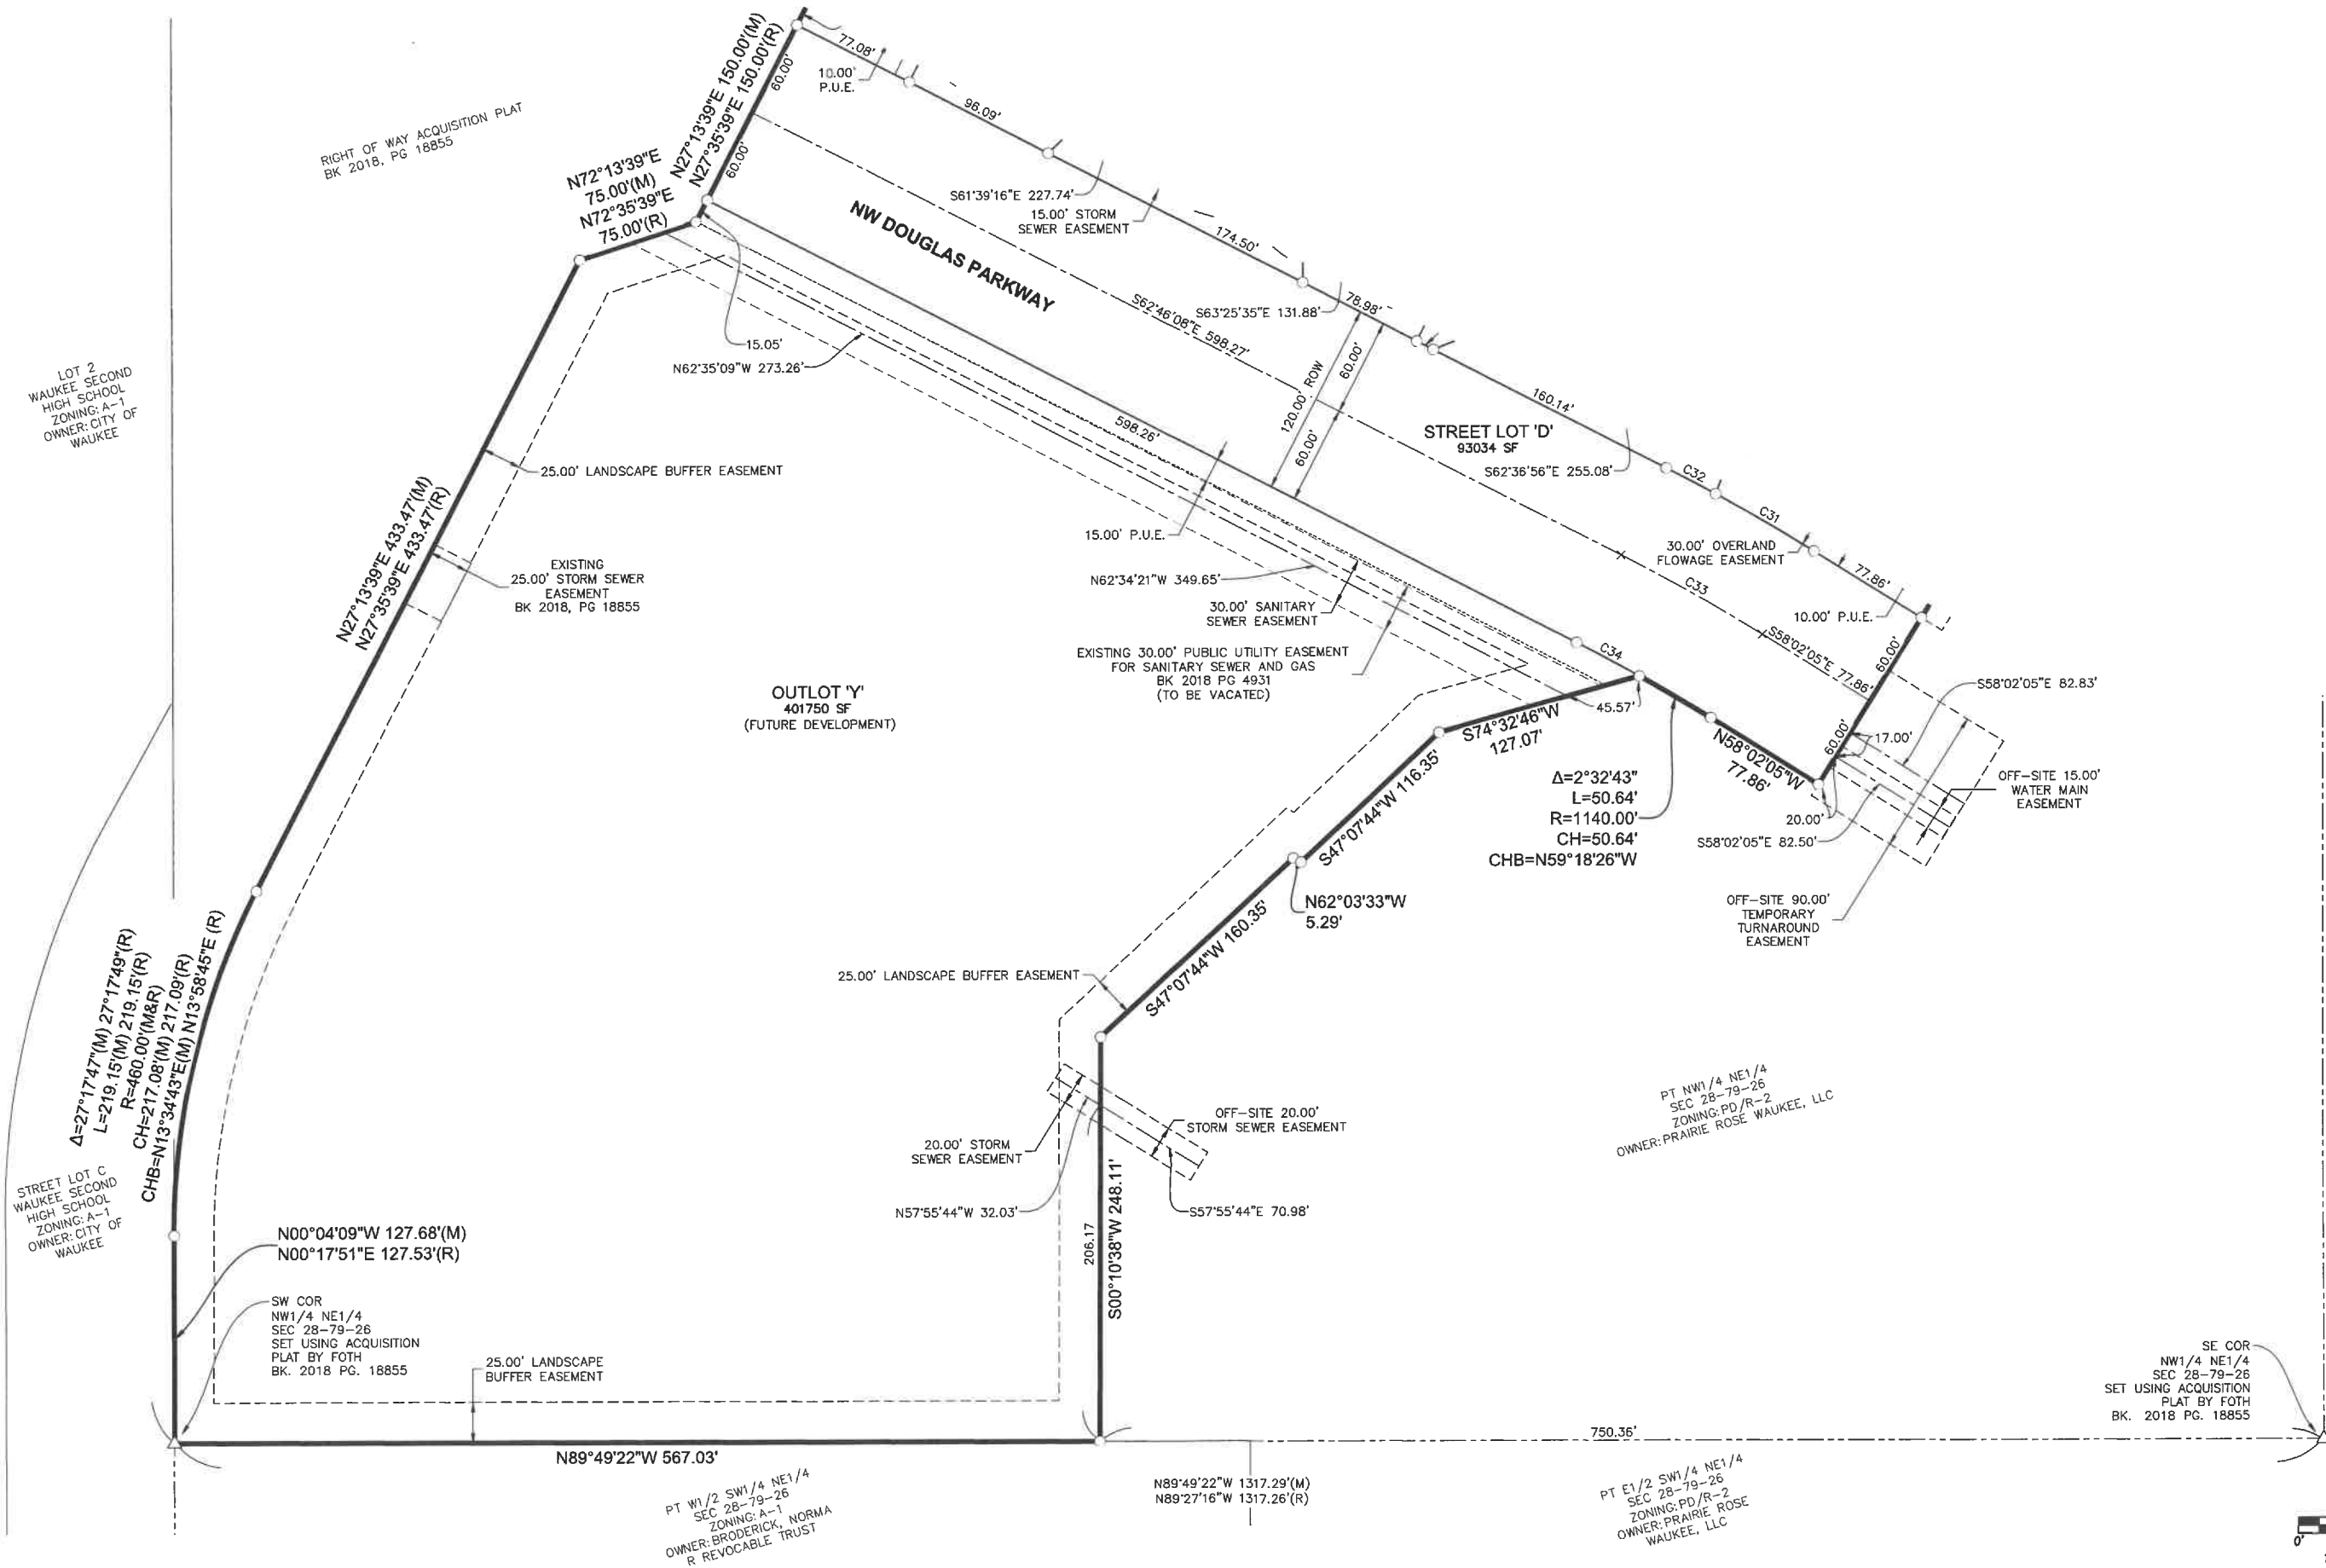 N27°13'39"E 150.00'(M)
N27°35'39"E 150.00'(R)
60.00'
60.00'
77.08'
10.00'
P.U.E.
96.09'
RIGHT OF WAY ACQUISITION PLAT
BK 2018, PG 18855
N72°13'39"E
75.00'(M)
N72°35'39"E
75.00'(R)
S61°39'16"E 227.74'
15.00' STORM
SEWER EASEMENT
174.50'
NW DOUGLAS PARKWAY
S62°46'08"E 598.27'
S63°25'35"E 131.88'
78.98'
15.05'
N62°35'09"W 273.26'
LOT 2
WAUKEE SECOND
HIGH SCHOOL
ZONING: A-1
OWNER: CITY OF
WAUKEE
120.00' ROW
60.00'
60.00'
160.14'
598.26'
STREET LOT 'D'
93034 SF
S62°36'56"E 255.08'
C32
C31
25.00' LANDSCAPE BUFFER EASEMENT
N27°13'39"E 433.47'(M)
N27°35'39"E 433.47'(R)
15.00' P.U.E.
30.00' OVERLAND
FLOWAGE EASEMENT
77.86'
EXISTING
25.00' STORM SEWER
EASEMENT
BK 2018, PG 18855
N62°34'21"W 349.65'
C33
30.00' SANITARY
SEWER EASEMENT
10.00' P.U.E.
S58°02'05"E 77.86'
60.00'
60.00'
EXISTING 30.00' PUBLIC UTILITY EASEMENT
FOR SANITARY SEWER AND GAS
BK 2018 PG 4931
(TO BE VACATED)
C34
S58°02'05"E 82.83'
OUTLOT 'Y'
401750 SF
(FUTURE DEVELOPMENT)
45.57'
S74°32'46"W
127.07'
N58°02'05"W
77.86'
17.00'
OFF-SITE 15.00'
WATER MAIN
EASEMENT
S47°07'44"W 116.35'
Δ=2°32'43"
L=50.64'
R=1140.00'
CH=50.64'
CHB=N59°18'26"W
20.00'
S58°02'05"E 82.50'
N62°03'33"W
5.29'
OFF-SITE 90.00'
TEMPORARY
TURNAROUND
EASEMENT
S47°07'44"W 160.35'
25.00' LANDSCAPE BUFFER EASEMENT
Δ=27°17'47"(M) 27°17'49"(R)
L=219.15'(M) 219.15'(R)
R=460.00'(M&R)
CH=217.08'(M) 217.09'(R)
CHB=N13°34'43"E(M) N13°58'45"E (R)
PT NW1/4 NE1/4
SEC 28-79-26
ZONING: PD/R-2
OWNER: PRAIRIE ROSE WAUKEE, LLC
OFF-SITE 20.00'
STORM SEWER EASEMENT
20.00' STORM
SEWER EASEMENT
N57°55'44"W 32.03'
S57°55'44"E 70.98'
206.17
S00°10'38"W 248.11'
STREET LOT C
WAUKEE SECOND
HIGH SCHOOL
ZONING: A-1
OWNER: CITY OF
WAUKEE
N00°04'09"W 127.68'(M)
N00°17'51"E 127.53'(R)
SW COR
NW1/4 NE1/4
SEC 28-79-26
SET USING ACQUISITION
PLAT BY FOTH
BK. 2018 PG. 18855
25.00' LANDSCAPE
BUFFER EASEMENT
SE COR
NW1/4 NE1/4
SEC 28-79-26
SET USING ACQUISITION
PLAT BY FOTH
BK. 2018 PG. 18855
N89°49'22"W 567.03'
750.36'
N89°49'22"W 1317.29'(M)
N89°27'16"W 1317.26'(R)
PT W1/2 SW1/4 NE1/4
SEC 28-79-26
ZONING: A-1
OWNER: BRODERICK, NORMA
R REVOCABLE TRUST
PT E1/2 SW1/4 NE1/4
SEC 28-79-26
ZONING: PD/R-2
OWNER: PRAIRIE ROSE
WAUKEE, LLC
0'